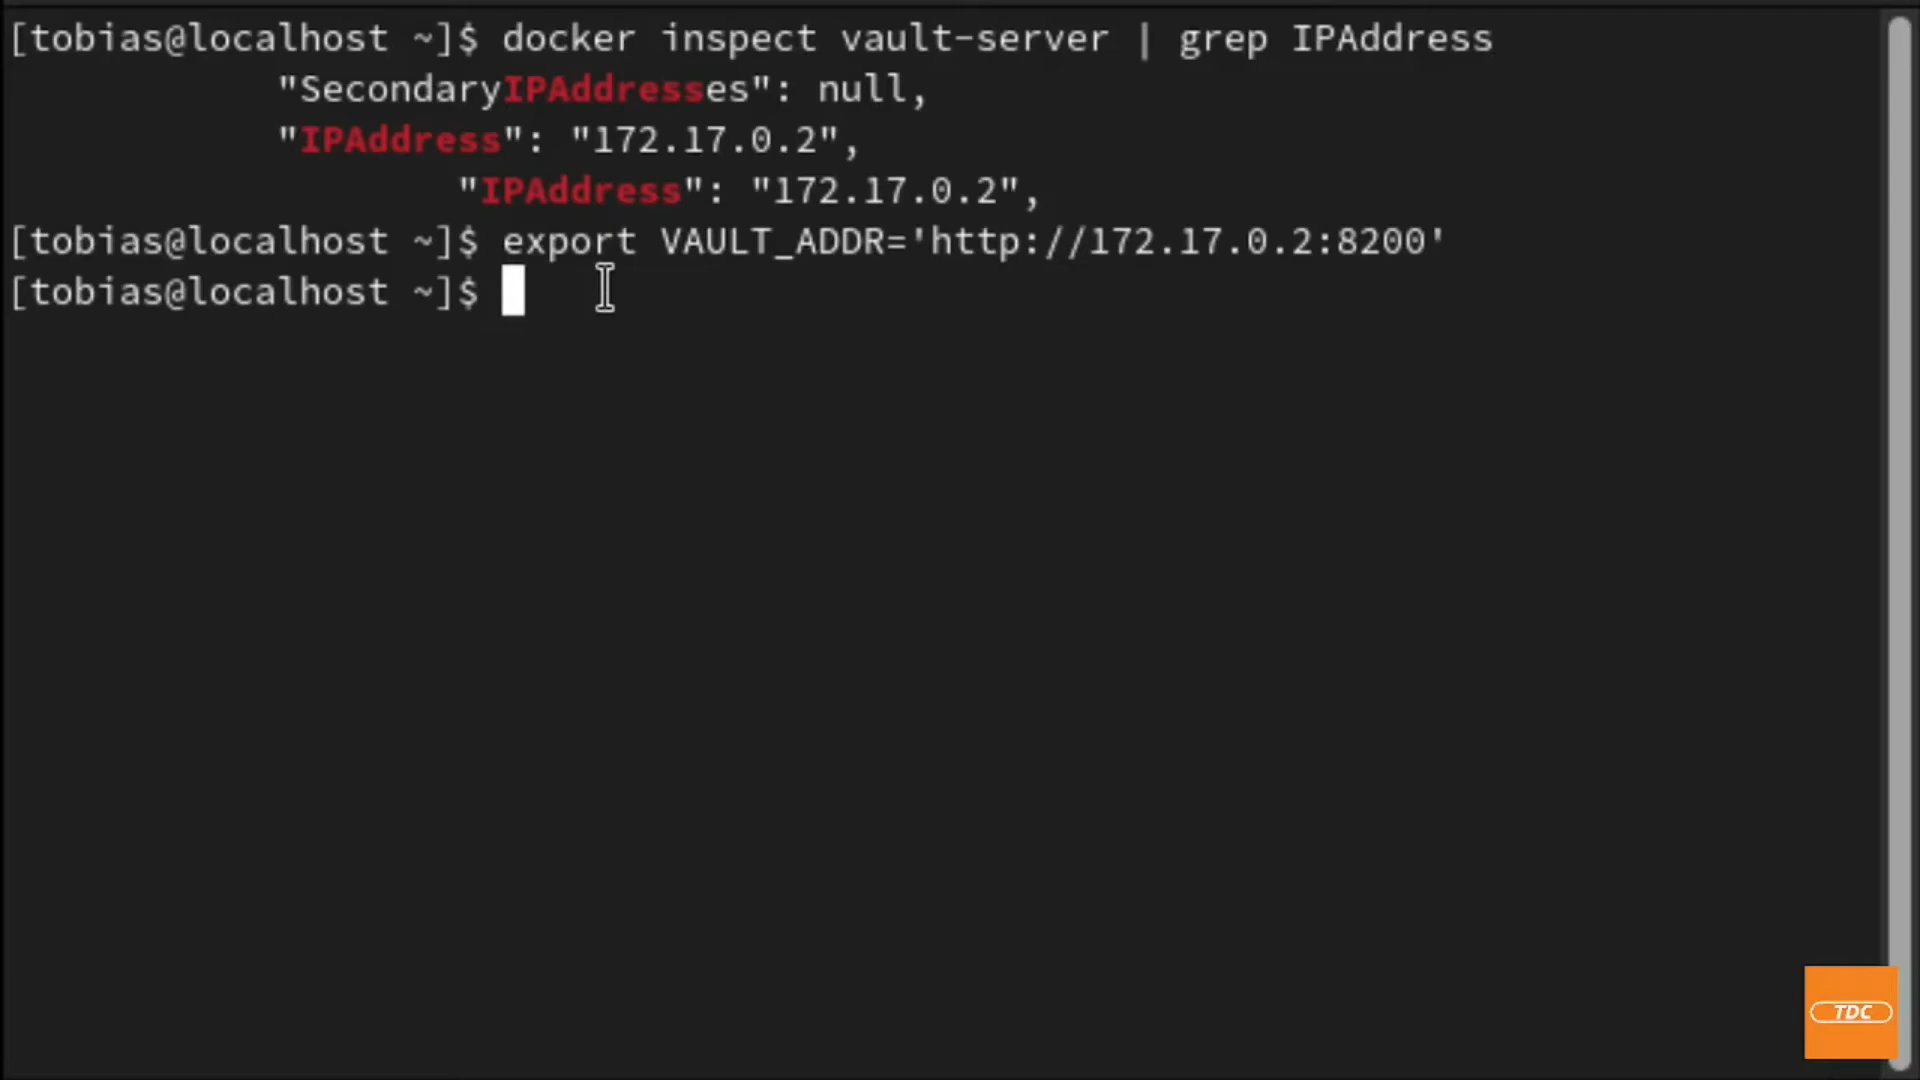 [tobias@localhost ~]$ docker inspect vault-server | grep IPAddress
"SecondaryIPAddresses": null,
"IPAddress": "172.17.0.2",
"IPAddress": "172.17.0.2",
[tobias@localhost ~]$ export VAULT_ADDR='http://172.17.0.2:8200'
[tobias@localhost ~]$
TDC